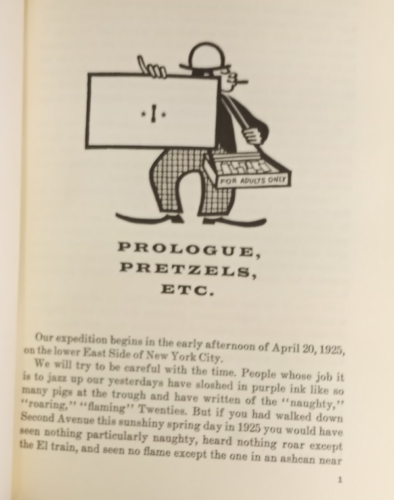 ·I·
FOR ADULTS ONLY
PROLOGUE,
PRETZELS,
ETC.
Our expedition begins in the early afternoon of April 20, 1925,
on the lower East Side of New York City.
We will try to be careful with the time. People whose job it
is to jazz up our yesterdays have sloshed in purple ink like so
many pigs at the trough and have written of the "naughty,"
"roaring," "flaming" Twenties. But if you had walked down
Second Avenue this sunshiny spring day in 1925 you would have
seen nothing particularly naughty, heard nothing roar except
the El train, and seen no flame except the one in an ashcan near
1